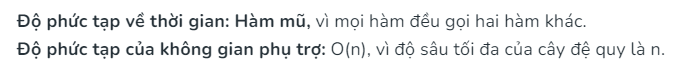 Độ phức tạp về thời gian: Hàm mũ, vì mọi hàm đều gọi hai hàm khác.
Độ phức tạp của không gian phụ trợ: O(n), vì độ sâu tối đa của cây đệ quy là n.